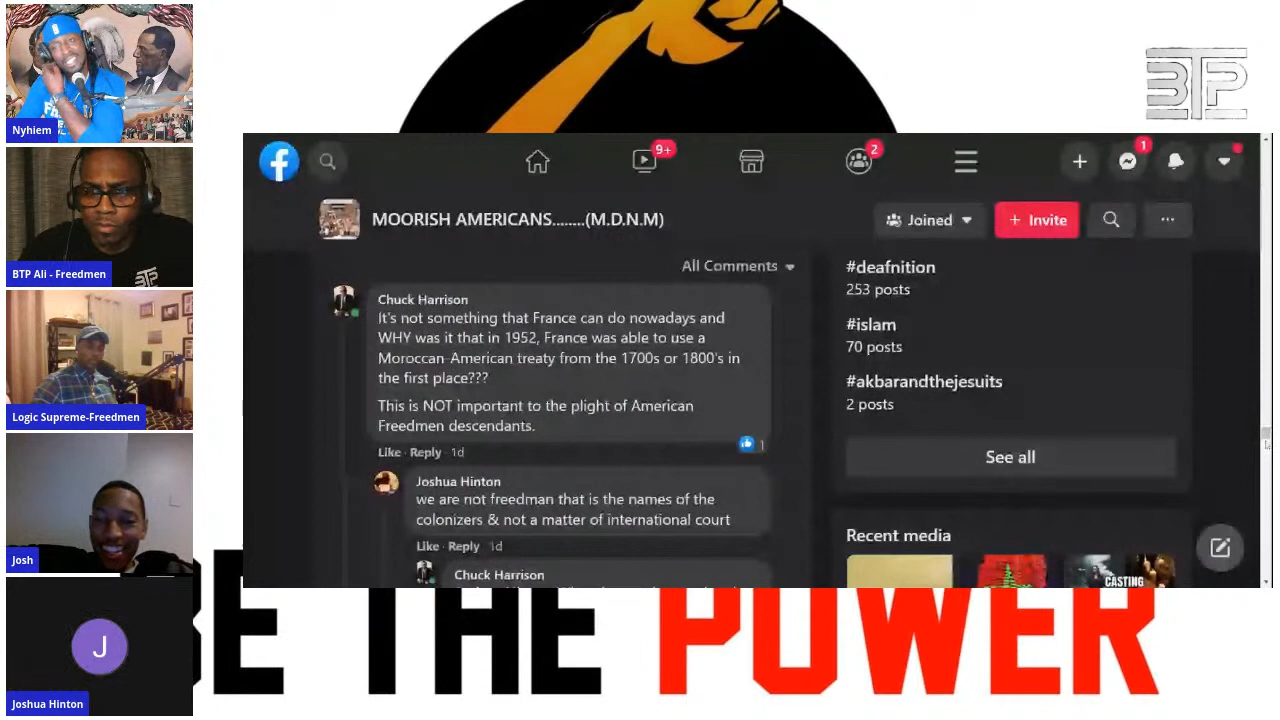 Nyhiem
BTP Ali - Freedmen
Logic Supreme-Freedmen
Josh
J
Joshua Hinton
BTP
9+
2
1
MOORISH AMERICANS........(M.D.N.M)
Joined
+ Invite
All Comments
Chuck Harrison
It's not something that France can do nowadays and
WHY was it that in 1952, France was able to use a
Moroccan-American treaty from the 1700s or 1800's in
the first place???
This is NOT important to the plight of American
Freedmen descendants.
1
Like · Reply · 1d
Joshua Hinton
we are not freedman that is the names of the
colonizers & not a matter of international court
Like · Reply · 1d
Chuck Harrison
#deafnition
253 posts
#islam
70 posts
#akbarandthejesuits
2 posts
See all
Recent media
CASTING
BE THE POWER